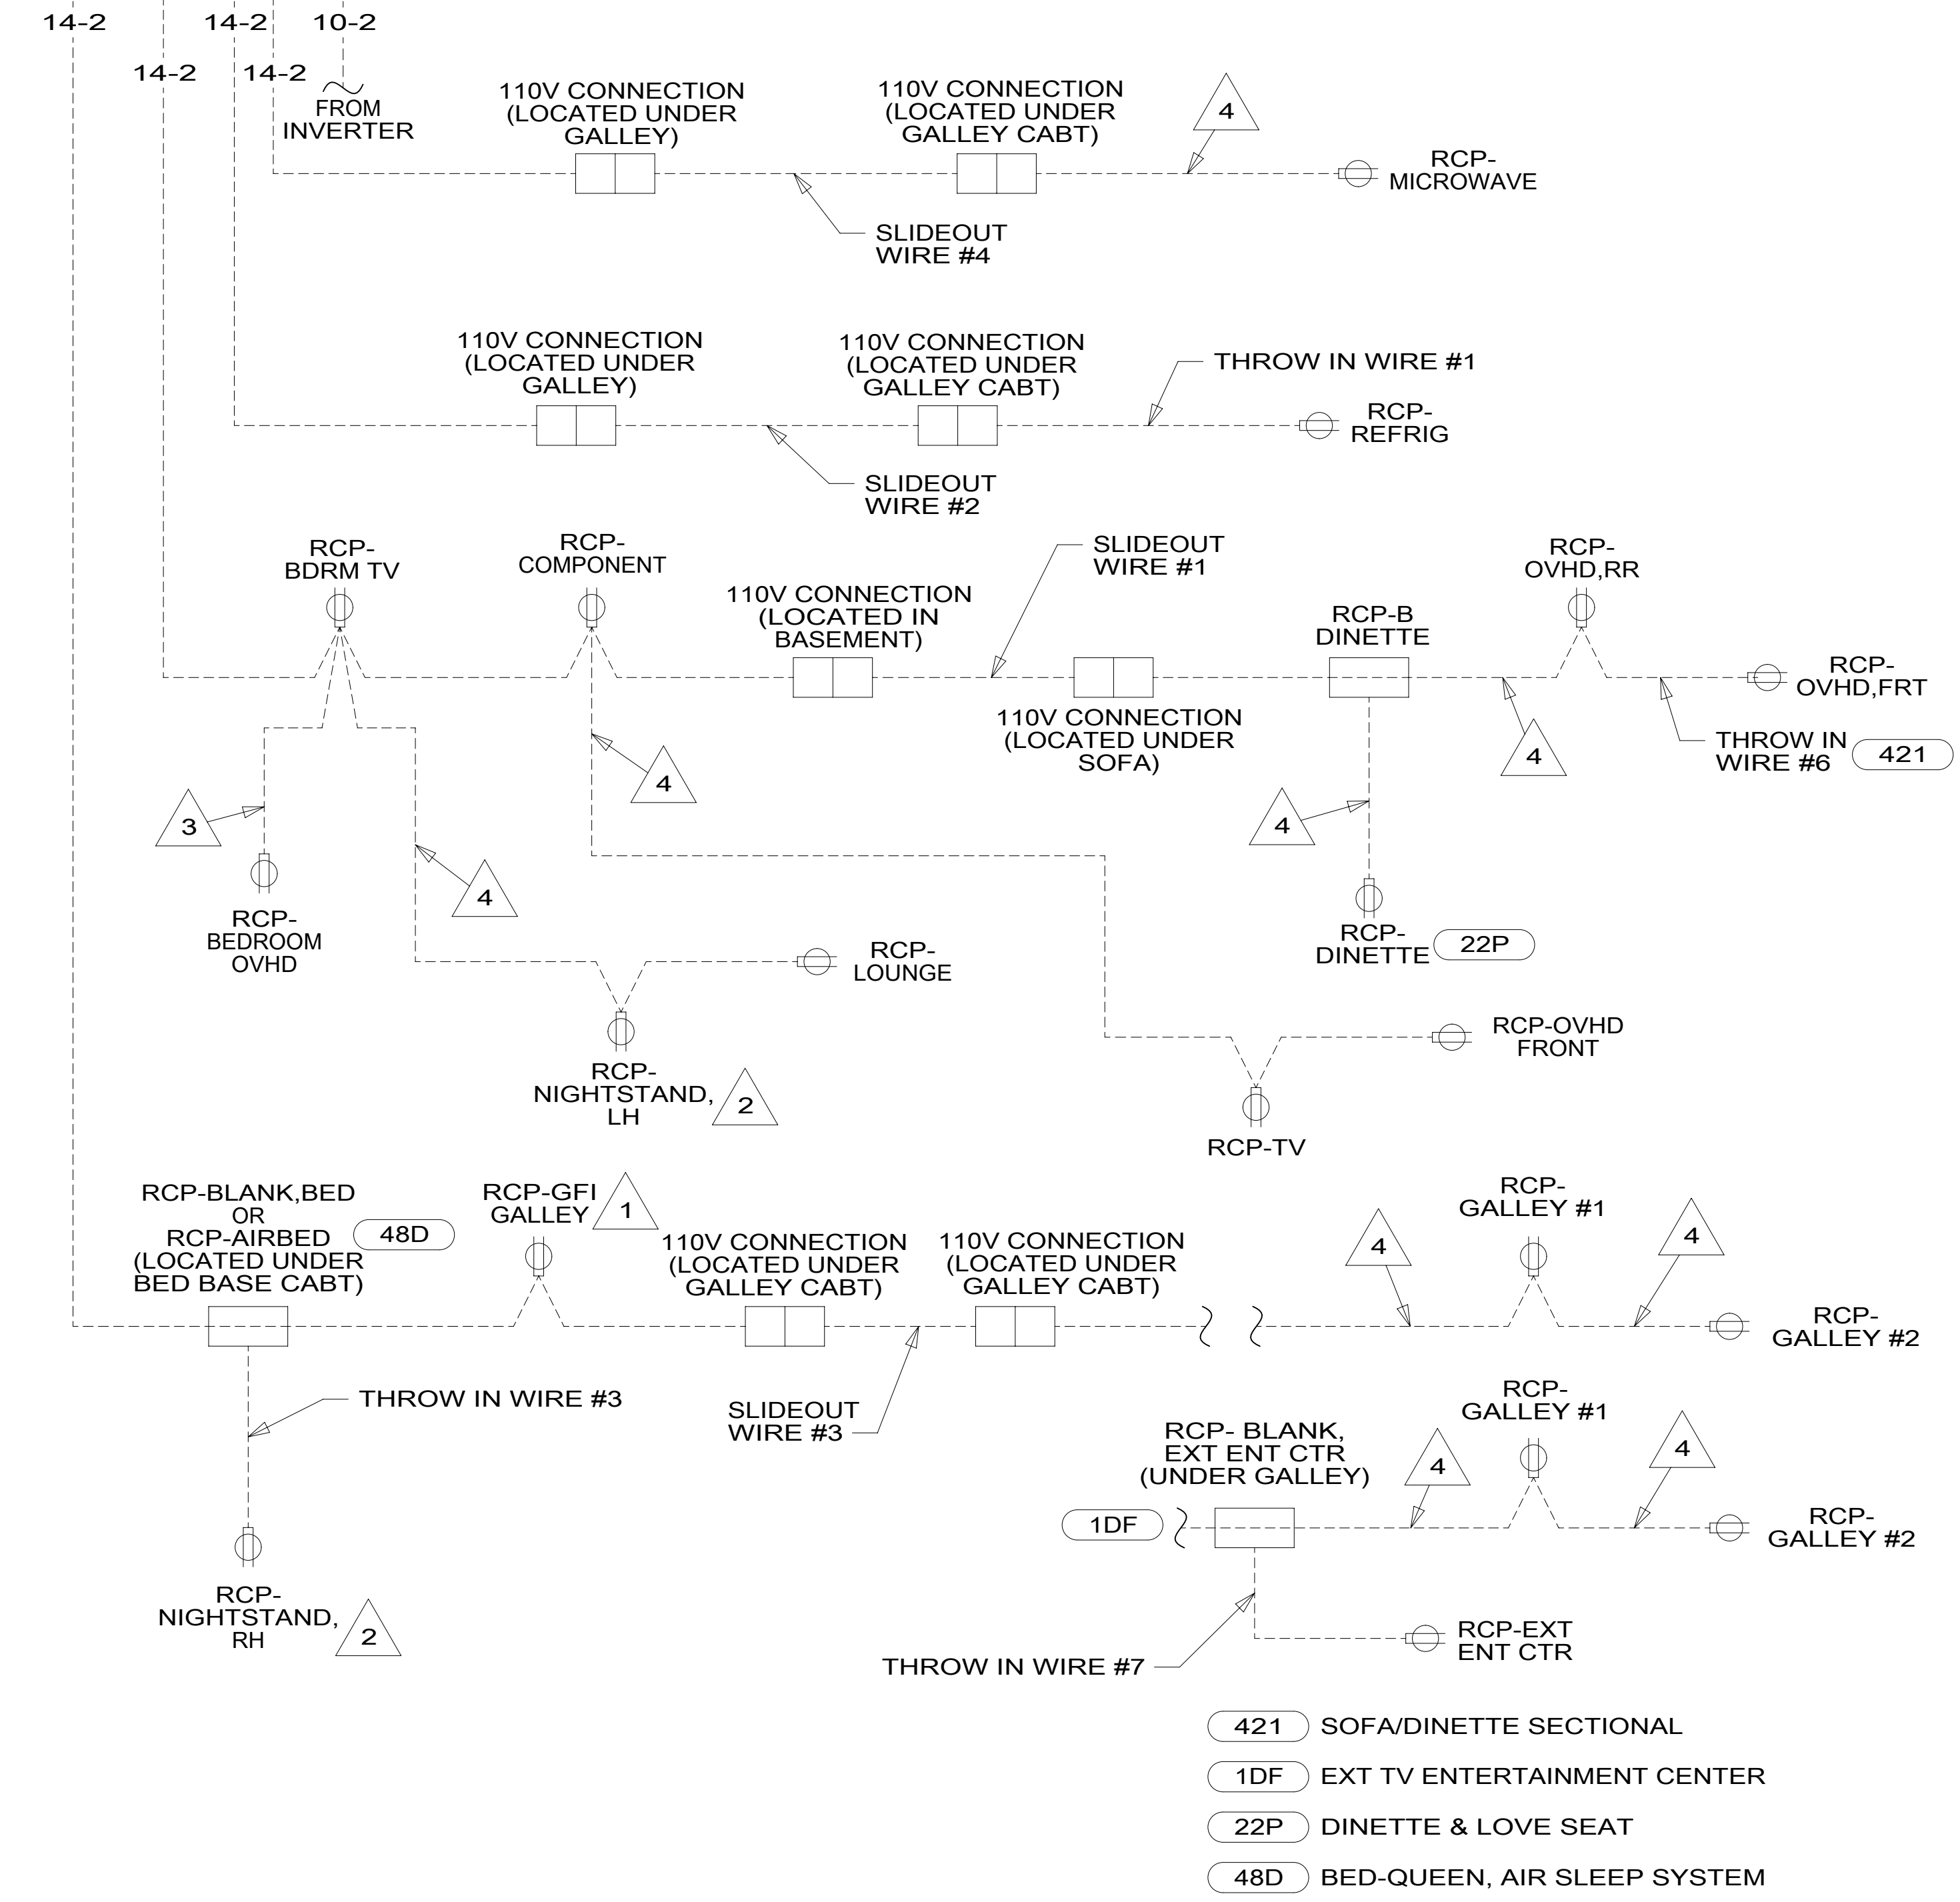 14-2
14-2
10-2
14-2
14-2
FROM
INVERTER
110V CONNECTION
(LOCATED UNDER
GALLEY)
110V CONNECTION
(LOCATED UNDER
GALLEY CABT)
4
RCP-
MICROWAVE
SLIDEOUT
WIRE #4
110V CONNECTION
(LOCATED UNDER
GALLEY)
110V CONNECTION
(LOCATED UNDER
GALLEY CABT)
THROW IN WIRE #1
RCP-
REFRIG
SLIDEOUT
WIRE #2
RCP-
BDRM TV
RCP-
COMPONENT
110V CONNECTION
(LOCATED IN
BASEMENT)
SLIDEOUT
WIRE #1
110V CONNECTION
(LOCATED UNDER
SOFA)
RCP-B
DINETTE
RCP-
OVHD,RR
RCP-
OVHD,FRT
THROW IN
WIRE #6
421
4
4
4
3
4
RCP-
BEDROOM
OVHD
RCP-
LOUNGE
RCP-
DINETTE
22P
RCP-
NIGHTSTAND,
LH
2
RCP-OVHD
FRONT
RCP-TV
RCP-BLANK,BED
OR
RCP-AIRBED
(LOCATED UNDER
BED BASE CABT)
48D
RCP-GFI
GALLEY
1
110V CONNECTION
(LOCATED UNDER
GALLEY CABT)
110V CONNECTION
(LOCATED UNDER
GALLEY CABT)
4
RCP-
GALLEY #1
4
RCP-
GALLEY #2
THROW IN WIRE #3
SLIDEOUT
WIRE #3
RCP- BLANK,
EXT ENT CTR
(UNDER GALLEY)
1DF
4
RCP-
GALLEY #1
4
RCP-
GALLEY #2
RCP-
NIGHTSTAND,
RH
2
THROW IN WIRE #7
RCP-EXT
ENT CTR
421 SOFA/DINETTE SECTIONAL
1DF EXT TV ENTERTAINMENT CENTER
22P DINETTE & LOVE SEAT
48D BED-QUEEN, AIR SLEEP SYSTEM